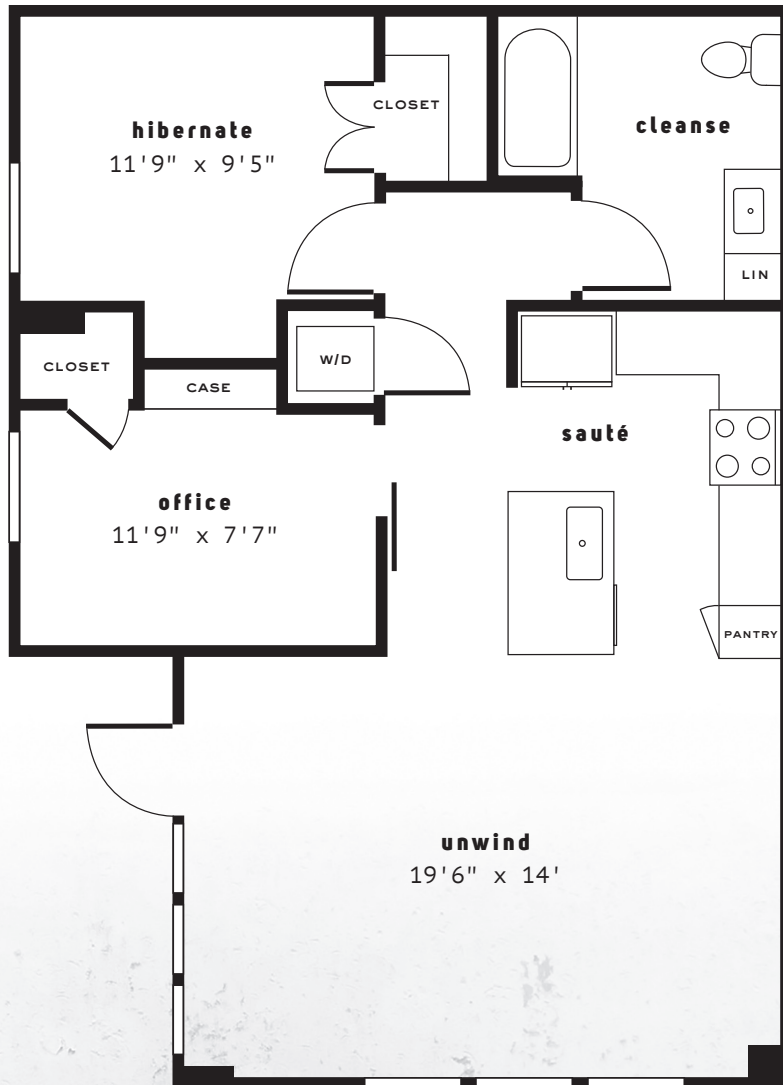 CLOSET
hibernate
11'9" x 9'5"
cleanse
LIN
W/D
CLOSET
CASE
sauté
office
11'9" x 7'7"
PANTRY
unwind
19'6" x 14'